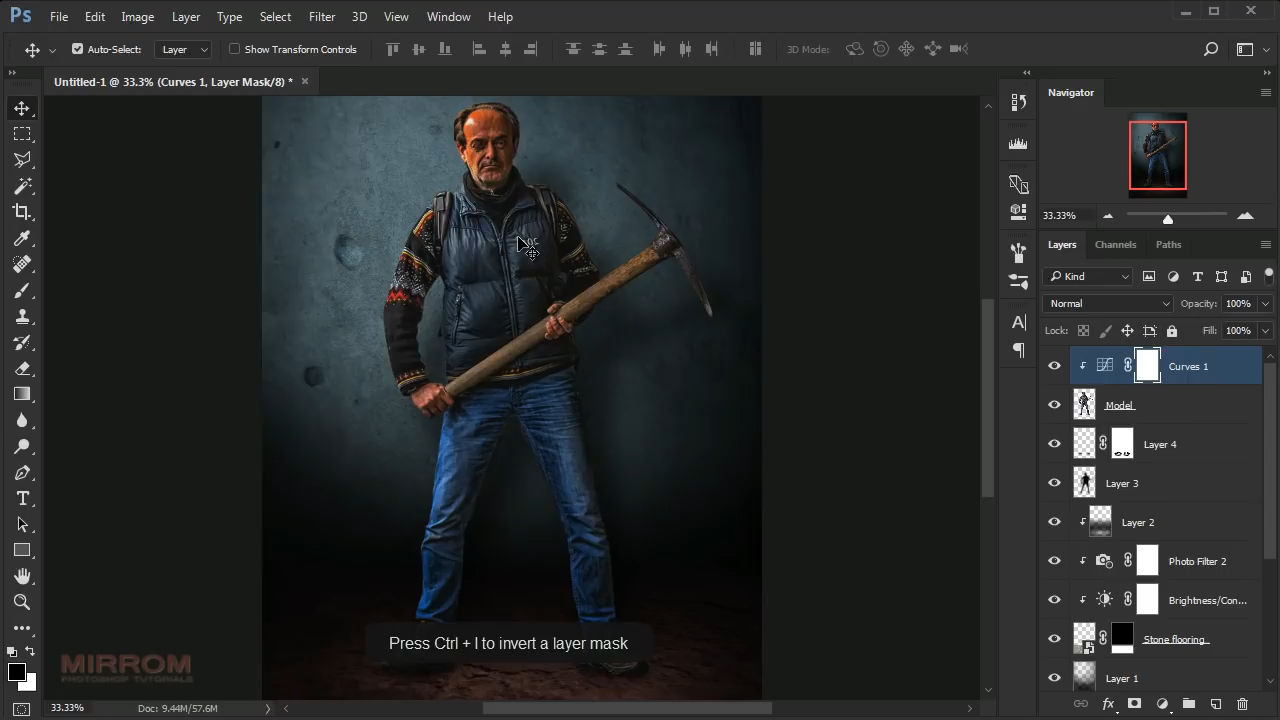 Ps File Edit Image Layer Type Select Filter 3D View Window Help
Auto-Select: Layer Show Transform Controls 3D Mode:
Untitled-1 @ 33.3% (Curves 1, Layer Mask/8) *
Navigator
33.33%
Layers Channels Paths
Kind
Normal Opacity: 100%
Lock: Fill: 100%
Curves 1
Model
Layer 4
Layer 3
Layer 2
Photo Filter 2
Brightness/Con...
Stone flooring
Layer 1
Press Ctrl + I to invert a layer mask
MIRROM
PHOTOSHOP TUTORIALS
33.33% Doc: 9.44M/57.6M